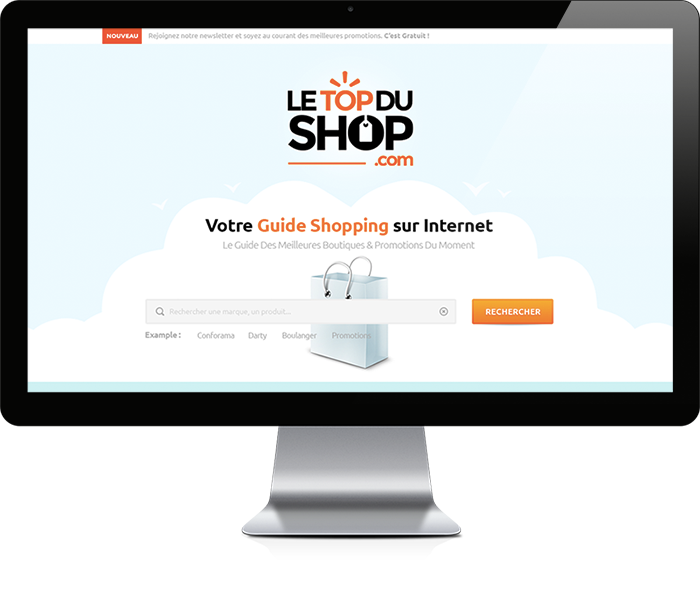 NOUVEAU Rejoignez notre newsletter et soyez au courant des meilleures promotions. C'est Gratuit !
LE TOP DU
SHOP
.com
Votre Guide Shopping sur Internet
Le Guide Des Meilleures Boutiques & Promotions Du Moment
Rechercher une marque, un produit...
RECHERCHER
Example : Conforama Darty Boulanger Promotions